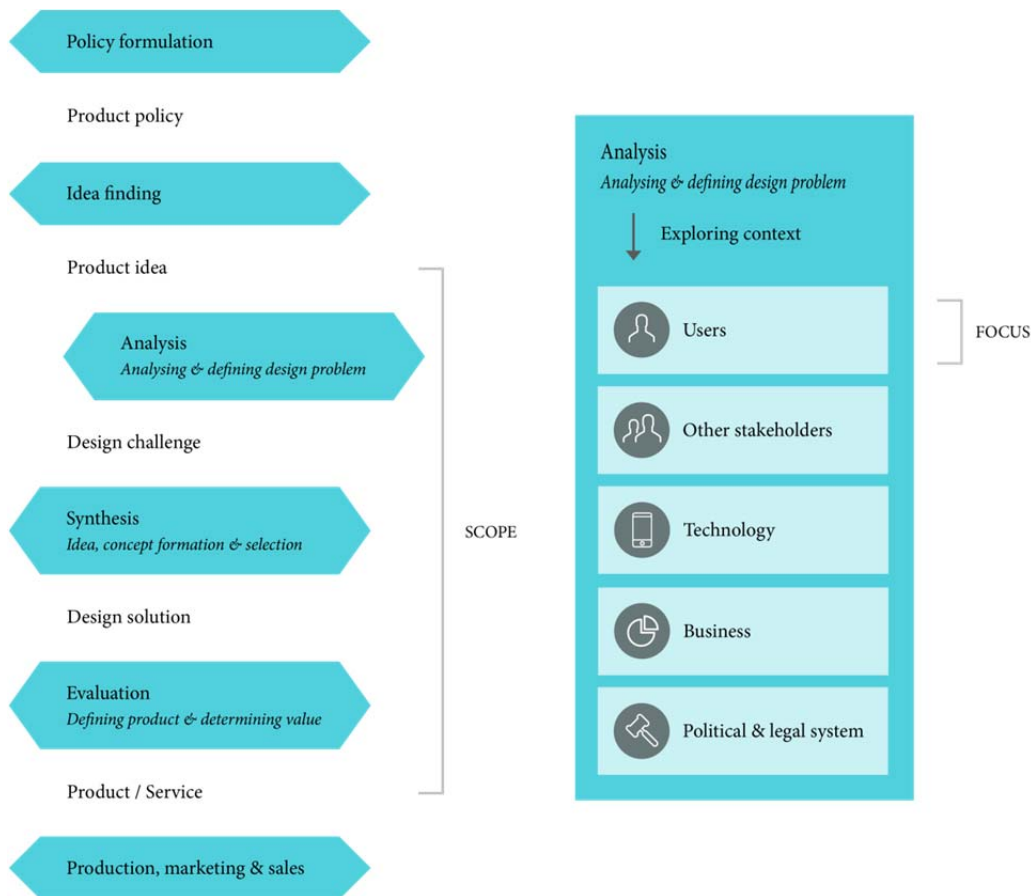 Policy formulation
Product policy
Idea finding
Product idea
Analysis
Analysing & defining design problem
Design challenge
Synthesis
Idea, concept formation & selection
Design solution
Evaluation
Defining product & determining value
Product / Service
Production, marketing & sales
SCOPE
Analysis
Analysing & defining design problem
Exploring context
Users
Other stakeholders
Technology
Business
Political & legal system
FOCUS